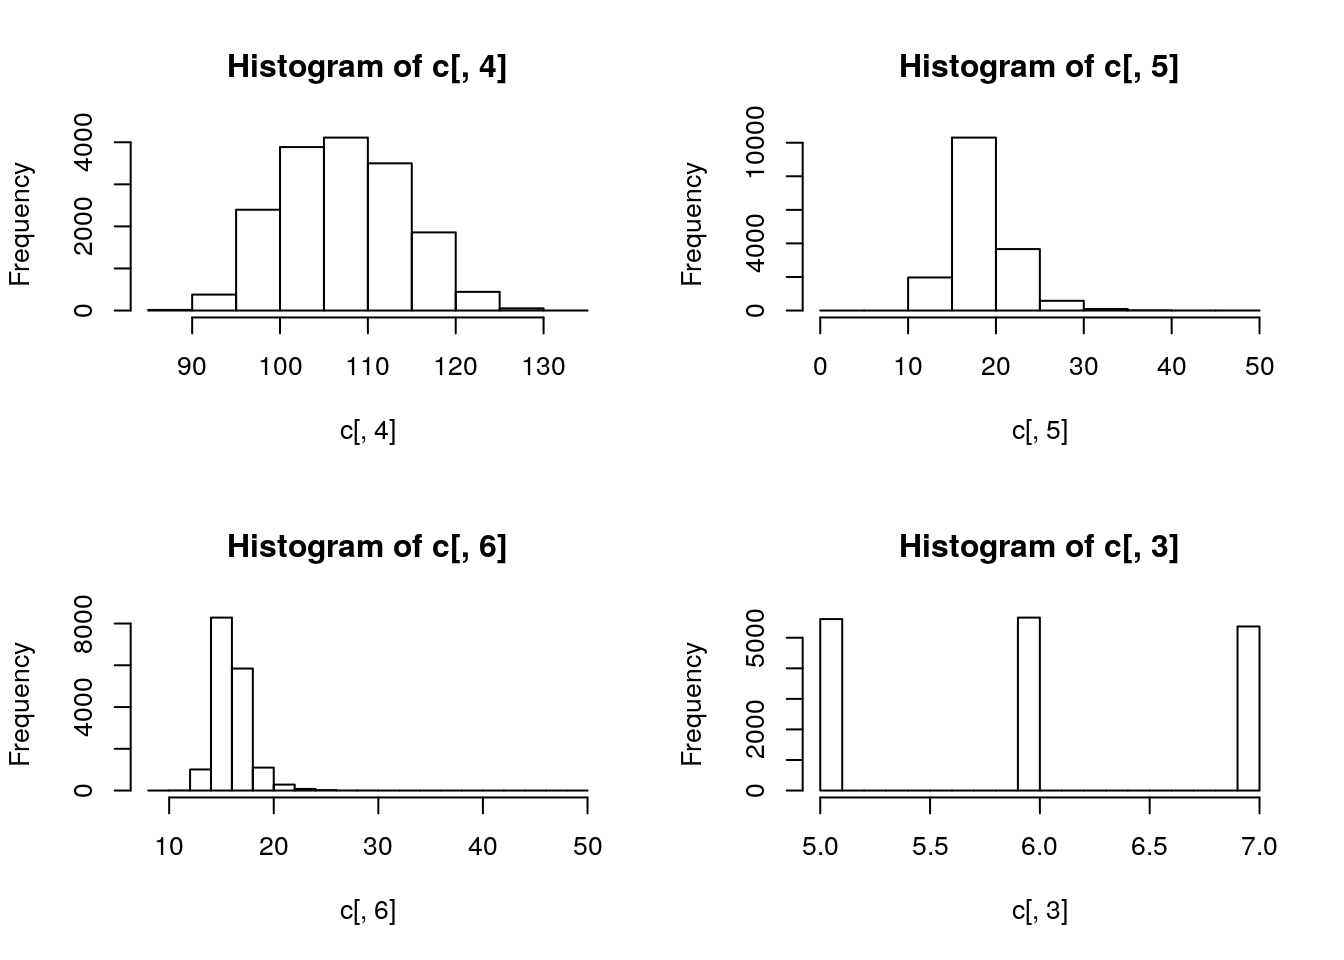 Histogram of c[, 4]
Frequency
0 2000 4000
90 100 110 120 130
c[, 4]
Histogram of c[, 5]
Frequency
0 4000 10000
0 10 20 30 40 50
c[, 5]
Histogram of c[, 6]
Frequency
0 4000 8000
10 20 30 40 50
c[, 6]
Histogram of c[, 3]
Frequency
0 2000 5000
5.0 5.5 6.0 6.5 7.0
c[, 3]